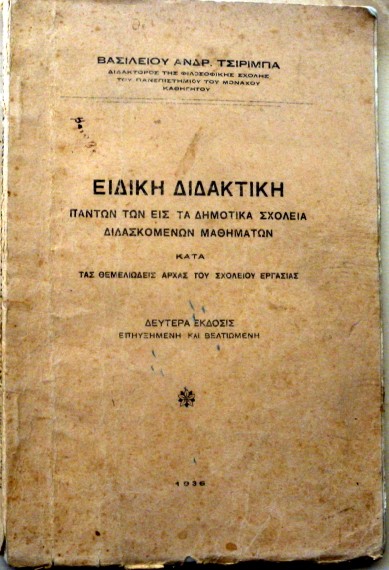 ΒΑΣΙΛΕΙΟΥ ΑΝΔΡ. ΤΣΙΡΙΜΠΑ
ΔΙΔΑΚΤΟΡΟΣ ΤΗΣ ΦΙΛΟΣΟΦΙΚΗΣ ΣΧΟΛΗΣ
ΤΟΥ ΠΑΝΕΠΙΣΤΗΜΙΟΥ ΤΟΥ ΜΟΝΑΧΟΥ
ΚΑΘΗΓΗΤΟΥ
ΕΙΔΙΚΗ ΔΙΔΑΚΤΙΚΗ
ΠΑΝΤΩΝ ΤΩΝ ΕΙΣ ΤΑ ΔΗΜΟΤΙΚΑ ΣΧΟΛΕΙΑ
ΔΙΔΑΣΚΟΜΕΝΩΝ ΜΑΘΗΜΑΤΩΝ
ΚΑΤΑ
ΤΑΣ ΘΕΜΕΛΙΩΔΕΙΣ ΑΡΧΑΣ ΤΟΥ ΣΧΟΛΕΙΟΥ ΕΡΓΑΣΙΑΣ
ΔΕΥΤΕΡΑ ΕΚΔΟΣΙΣ
ΕΠΗΥΞΗΜΕΝΗ ΚΑΙ ΒΕΛΤΙΩΜΕΝΗ
1936